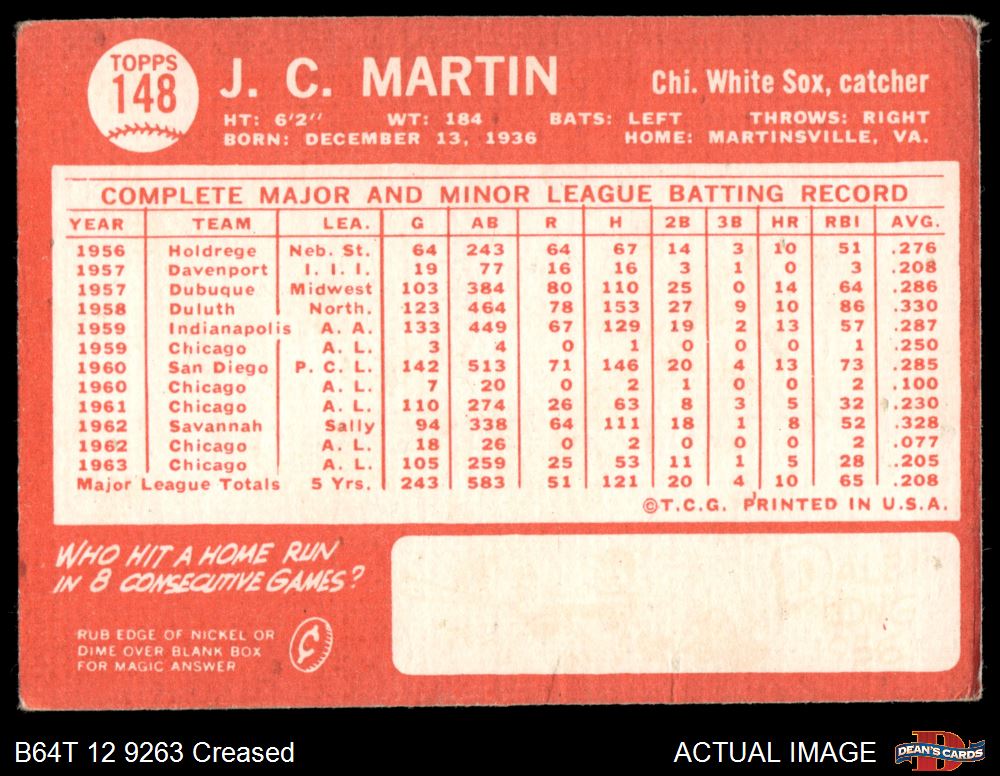 TOPPS
148
J. C. MARTIN
Chi. White Sox, catcher
HT: 6'2" WT: 184 BATS: LEFT THROWS: RIGHT
BORN: DECEMBER 13, 1936 HOME: MARTINSVILLE, VA.
COMPLETE MAJOR AND MINOR LEAGUE BATTING RECORD
YEAR TEAM LEA. G AB R H 2B 3B HR RBI AVG.
1956 Holdrege Neb. St. 64 243 64 67 14 3 10 51 .276
1957 Davenport I. I. I. 19 77 16 16 3 1 0 3 .208
1957 Dubuque Midwest 103 384 80 110 25 0 14 64 .286
1958 Duluth North. 123 464 78 153 27 9 10 86 .330
1959 Indianapolis A. A. 133 449 67 129 19 2 13 57 .287
1959 Chicago A. L. 3 4 0 1 0 0 0 1 .250
1960 San Diego P. C. L. 142 513 71 146 20 4 13 73 .285
1960 Chicago A. L. 7 20 0 2 1 0 0 2 .100
1961 Chicago A. L. 110 274 26 63 8 3 5 32 .230
1962 Savannah Sally 94 338 64 111 18 1 8 52 .328
1962 Chicago A. L. 18 26 0 2 0 0 0 2 .077
1963 Chicago A. L. 105 259 25 53 11 1 5 28 .205
Major League Totals 5 Yrs. 243 583 51 121 20 4 10 65 .208
©T.C.G. PRINTED IN U.S.A.
WHO HIT A HOME RUN
IN 8 CONSECUTIVE GAMES?
RUB EDGE OF NICKEL OR
DIME OVER BLANK BOX
FOR MAGIC ANSWER
B64T 12 9263 Creased
ACTUAL IMAGE
DEAN'S CARDS